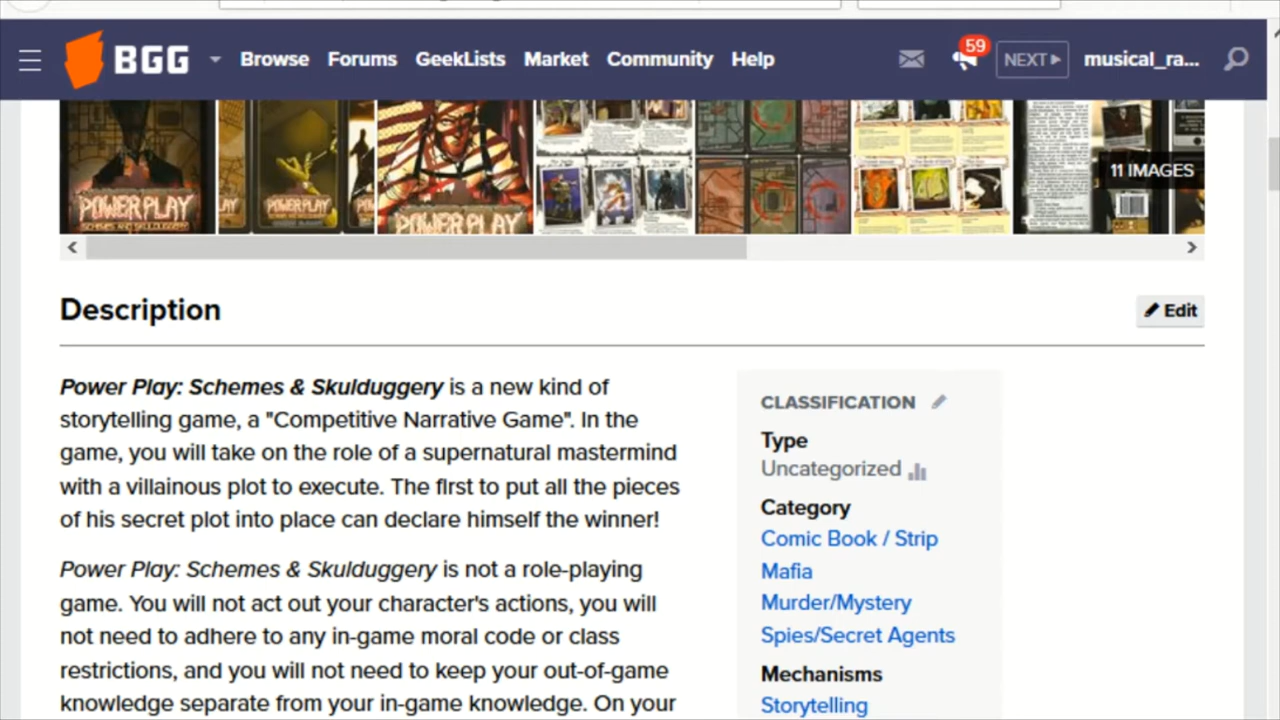 BGG
Browse Forums GeekLists Market Community Help
59
NEXT
musical_ra...
POWER PLAY
SCHEMES AND SKULDUGGERY
POWER PLAY
POWER PLAY
11 IMAGES
Description
Edit
Power Play: Schemes & Skulduggery is a new kind of
storytelling game, a "Competitive Narrative Game". In the
game, you will take on the role of a supernatural mastermind
with a villainous plot to execute. The first to put all the pieces
of his secret plot into place can declare himself the winner!
Power Play: Schemes & Skulduggery is not a role-playing
game. You will not act out your character's actions, you will
not need to adhere to any in-game moral code or class
restrictions, and you will not need to keep your out-of-game
knowledge separate from your in-game knowledge. On your
CLASSIFICATION
Type
Uncategorized
Category
Comic Book / Strip
Mafia
Murder/Mystery
Spies/Secret Agents
Mechanisms
Storytelling